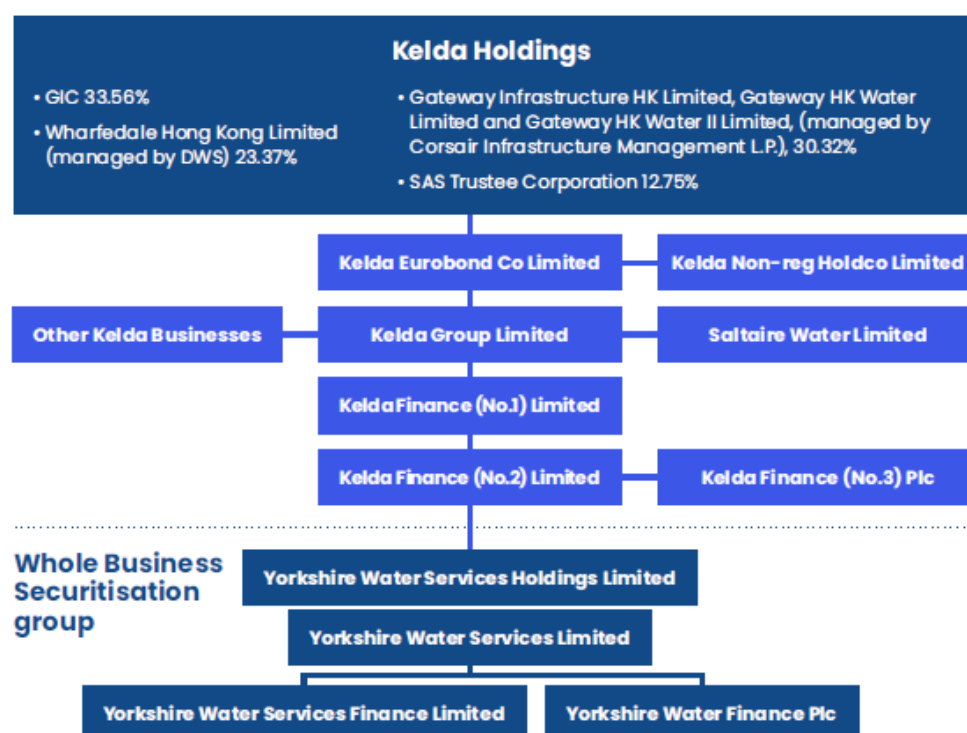 Kelda Holdings
• GIC 33.56%
• Wharfedale Hong Kong Limited
(managed by DWS) 23.37%
• Gateway Infrastructure HK Limited, Gateway HK Water
Limited and Gateway HK Water II Limited, (managed by
Corsair Infrastructure Management L.P.), 30.32%
• SAS Trustee Corporation 12.75%
Kelda Eurobond Co Limited
Kelda Non-reg Holdco Limited
Other Kelda Businesses
Kelda Group Limited
Saltaire Water Limited
Kelda Finance (No.1) Limited
Kelda Finance (No.2) Limited
Kelda Finance (No.3) Plc
Whole Business
Securitisation
group
Yorkshire Water Services Holdings Limited
Yorkshire Water Services Limited
Yorkshire Water Services Finance Limited
Yorkshire Water Finance Plc